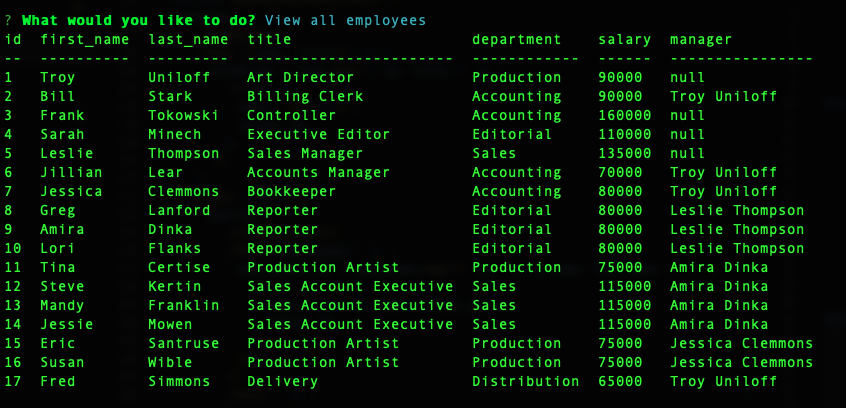 ? What would you like to do? View all employees
id  first_name  last_name  title                    department    salary  manager
--  ----------  ---------  -----------------------  ------------  ------  ----------------
1   Troy        Uniloff    Art Director             Production    90000   null
2   Bill        Stark      Billing Clerk            Accounting    90000   Troy Uniloff
3   Frank       Tokowski   Controller               Accounting    160000  null
4   Sarah       Minech     Executive Editor         Editorial     110000  null
5   Leslie      Thompson   Sales Manager            Sales         135000  null
6   Jillian     Lear       Accounts Manager         Accounting    70000   Troy Uniloff
7   Jessica     Clemmons   Bookkeeper               Accounting    80000   Troy Uniloff
8   Greg        Lanford    Reporter                 Editorial     80000   Leslie Thompson
9   Amira       Dinka      Reporter                 Editorial     80000   Leslie Thompson
10  Lori        Flanks     Reporter                 Editorial     80000   Leslie Thompson
11  Tina        Certise    Production Artist        Production    75000   Amira Dinka
12  Steve       Kertin     Sales Account Executive  Sales         115000  Amira Dinka
13  Mandy       Franklin   Sales Account Executive  Sales         115000  Amira Dinka
14  Jessie      Mowen      Sales Account Executive  Sales         115000  Amira Dinka
15  Eric        Santruse   Production Artist        Production    75000   Jessica Clemmons
16  Susan       Wible      Production Artist        Production    75000   Jessica Clemmons
17  Fred        Simmons    Delivery                 Distribution  65000   Troy Uniloff